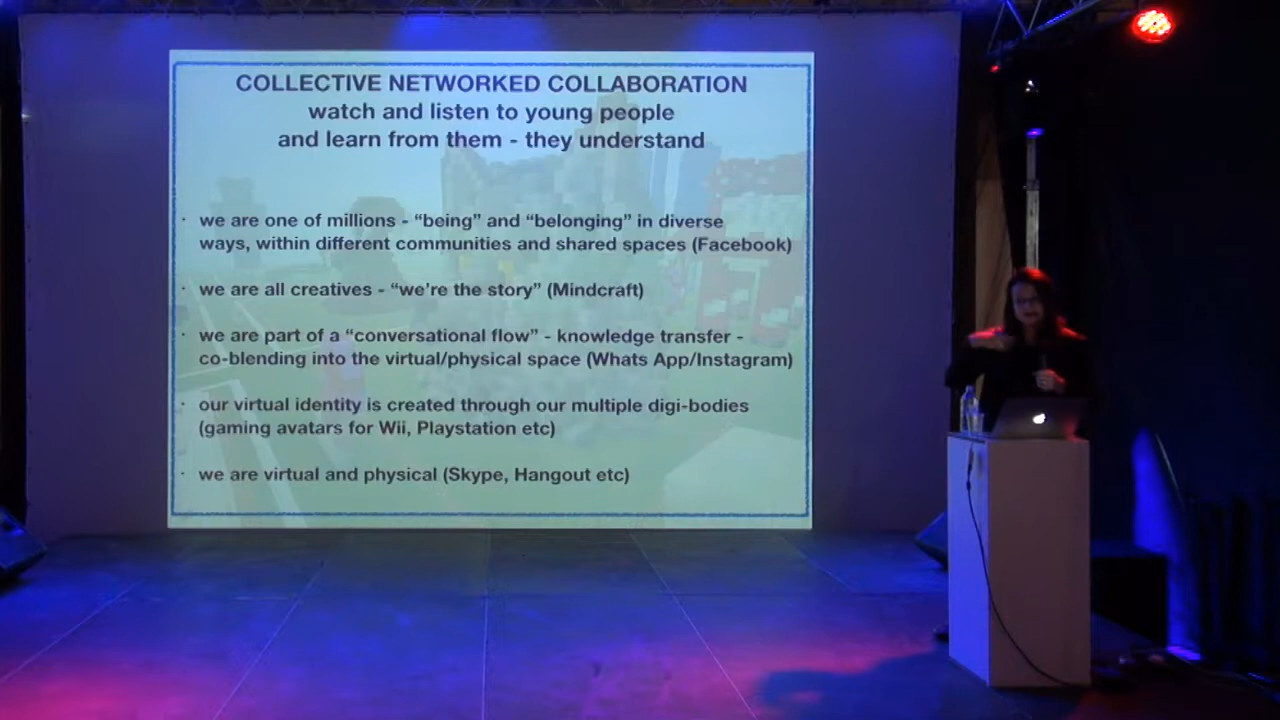 COLLECTIVE NETWORKED COLLABORATION
watch and listen to young people
and learn from them - they understand
· we are one of millions - “being” and “belonging” in diverse
ways, within different communities and shared spaces (Facebook)
· we are all creatives - “we’re the story” (Mindcraft)
· we are part of a “conversational flow” - knowledge transfer -
co-blending into the virtual/physical space (Whats App/Instagram)
· our virtual identity is created through our multiple digi-bodies
(gaming avatars for Wii, Playstation etc)
· we are virtual and physical (Skype, Hangout etc)